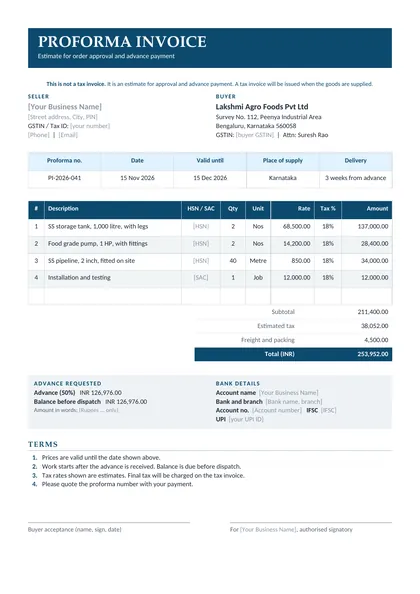 PROFORMA INVOICE
Estimate for order approval and advance payment
This is not a tax invoice. It is an estimate for approval and advance payment. A tax invoice will be issued when the goods are supplied.
SELLER
[Your Business Name]
[Street address, City, PIN]
GSTIN / Tax ID: [your number]
[Phone] | [Email]
BUYER
Lakshmi Agro Foods Pvt Ltd
Survey No. 112, Peenya Industrial Area
Bengaluru, Karnataka 560058
GSTIN: [buyer GSTIN] | Attn: Suresh Rao
Proforma no. Date Valid until Place of supply Delivery
PI-2026-041 15 Nov 2026 15 Dec 2026 Karnataka 3 weeks from advance
# Description HSN / SAC Qty Unit Rate Tax % Amount
1 SS storage tank, 1,000 litre, with legs [HSN] 2 Nos 68,500.00 18% 137,000.00
2 Food grade pump, 1 HP, with fittings [HSN] 2 Nos 14,200.00 18% 28,400.00
3 SS pipeline, 2 inch, fitted on site [HSN] 40 Metre 850.00 18% 34,000.00
4 Installation and testing [SAC] 1 Job 12,000.00 18% 12,000.00
Subtotal 211,400.00
Estimated tax 38,052.00
Freight and packing 4,500.00
Total (INR) 253,952.00
ADVANCE REQUESTED
Advance (50%) INR 126,976.00
Balance before dispatch INR 126,976.00
Amount in words: [Rupees ... only]
BANK DETAILS
Account name [Your Business Name]
Bank and branch [Bank name, branch]
Account no. [Account number] IFSC [IFSC]
UPI [your UPI ID]
TERMS
1. Prices are valid until the date shown above.
2. Work starts after the advance is received. Balance is due before dispatch.
3. Tax rates shown are estimates. Final tax will be charged on the tax invoice.
4. Please quote the proforma number with your payment.
Buyer acceptance (name, sign, date)
For [Your Business Name], authorised signatory